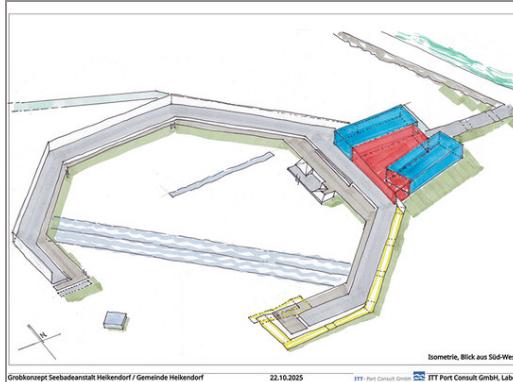 N
Isometrie, Blick aus Süd-Wes
Grobkonzept Seebadeanstalt Heikendorf / Gemeinde Heikendorf 22.10.2025 ITT - Port Consult GmbH ITT Port Consult GmbH, Lab